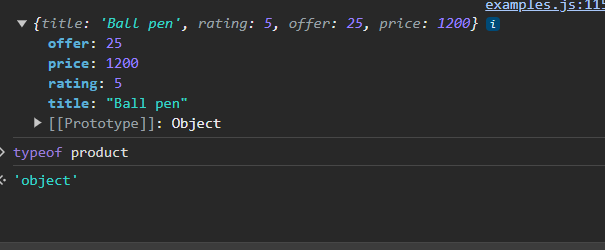 examples.js:115
{title: 'Ball pen', rating: 5, offer: 25, price: 1200} i
offer: 25
price: 1200
rating: 5
title: "Ball pen"
[[Prototype]]: Object
typeof product
'object'